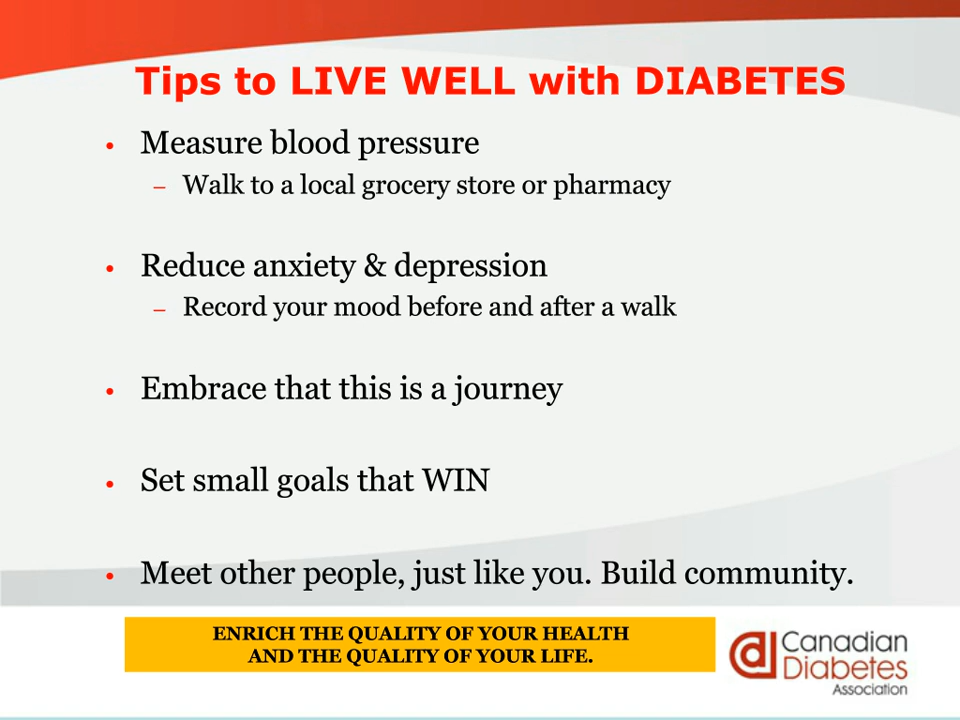 Tips to LIVE WELL with DIABETES
• Measure blood pressure
– Walk to a local grocery store or pharmacy
• Reduce anxiety & depression
– Record your mood before and after a walk
• Embrace that this is a journey
• Set small goals that WIN
• Meet other people, just like you. Build community.
ENRICH THE QUALITY OF YOUR HEALTH
AND THE QUALITY OF YOUR LIFE.
Canadian
Diabetes
Association